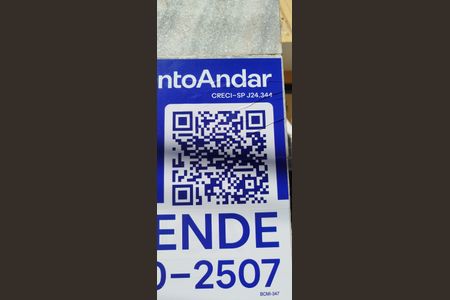 ntoAndar
CRECI-SP J24.344
ENDE
0-2507
BCMI-347